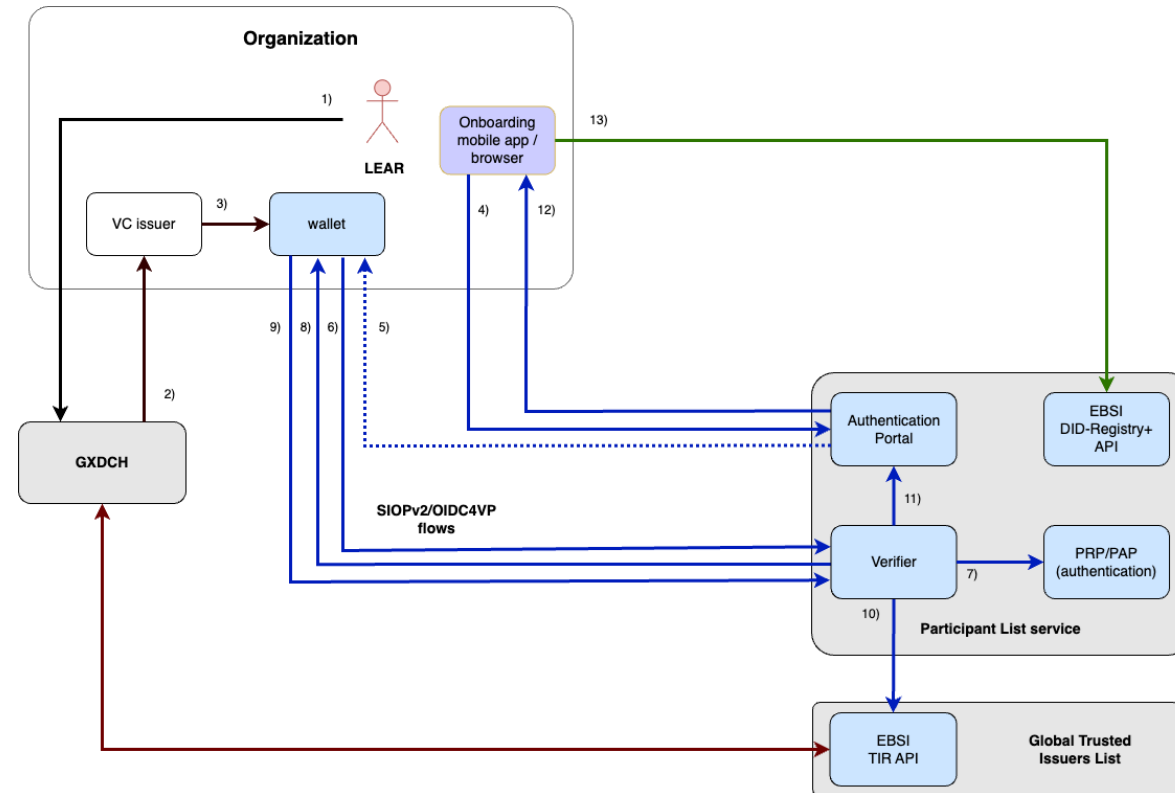 Organization
1)
LEAR
Onboarding
mobile app /
browser
13)
VC issuer
3)
wallet
4)
12)
9)
8)
6)
5)
2)
GXDCH
Authentication
Portal
EBSI
DID-Registry+
API
SIOPv2/OIDC4VP
flows
11)
Verifier
7)
PRP/PAP
(authentication)
10)
Participant List service
EBSI
TIR API
Global Trusted
Issuers List